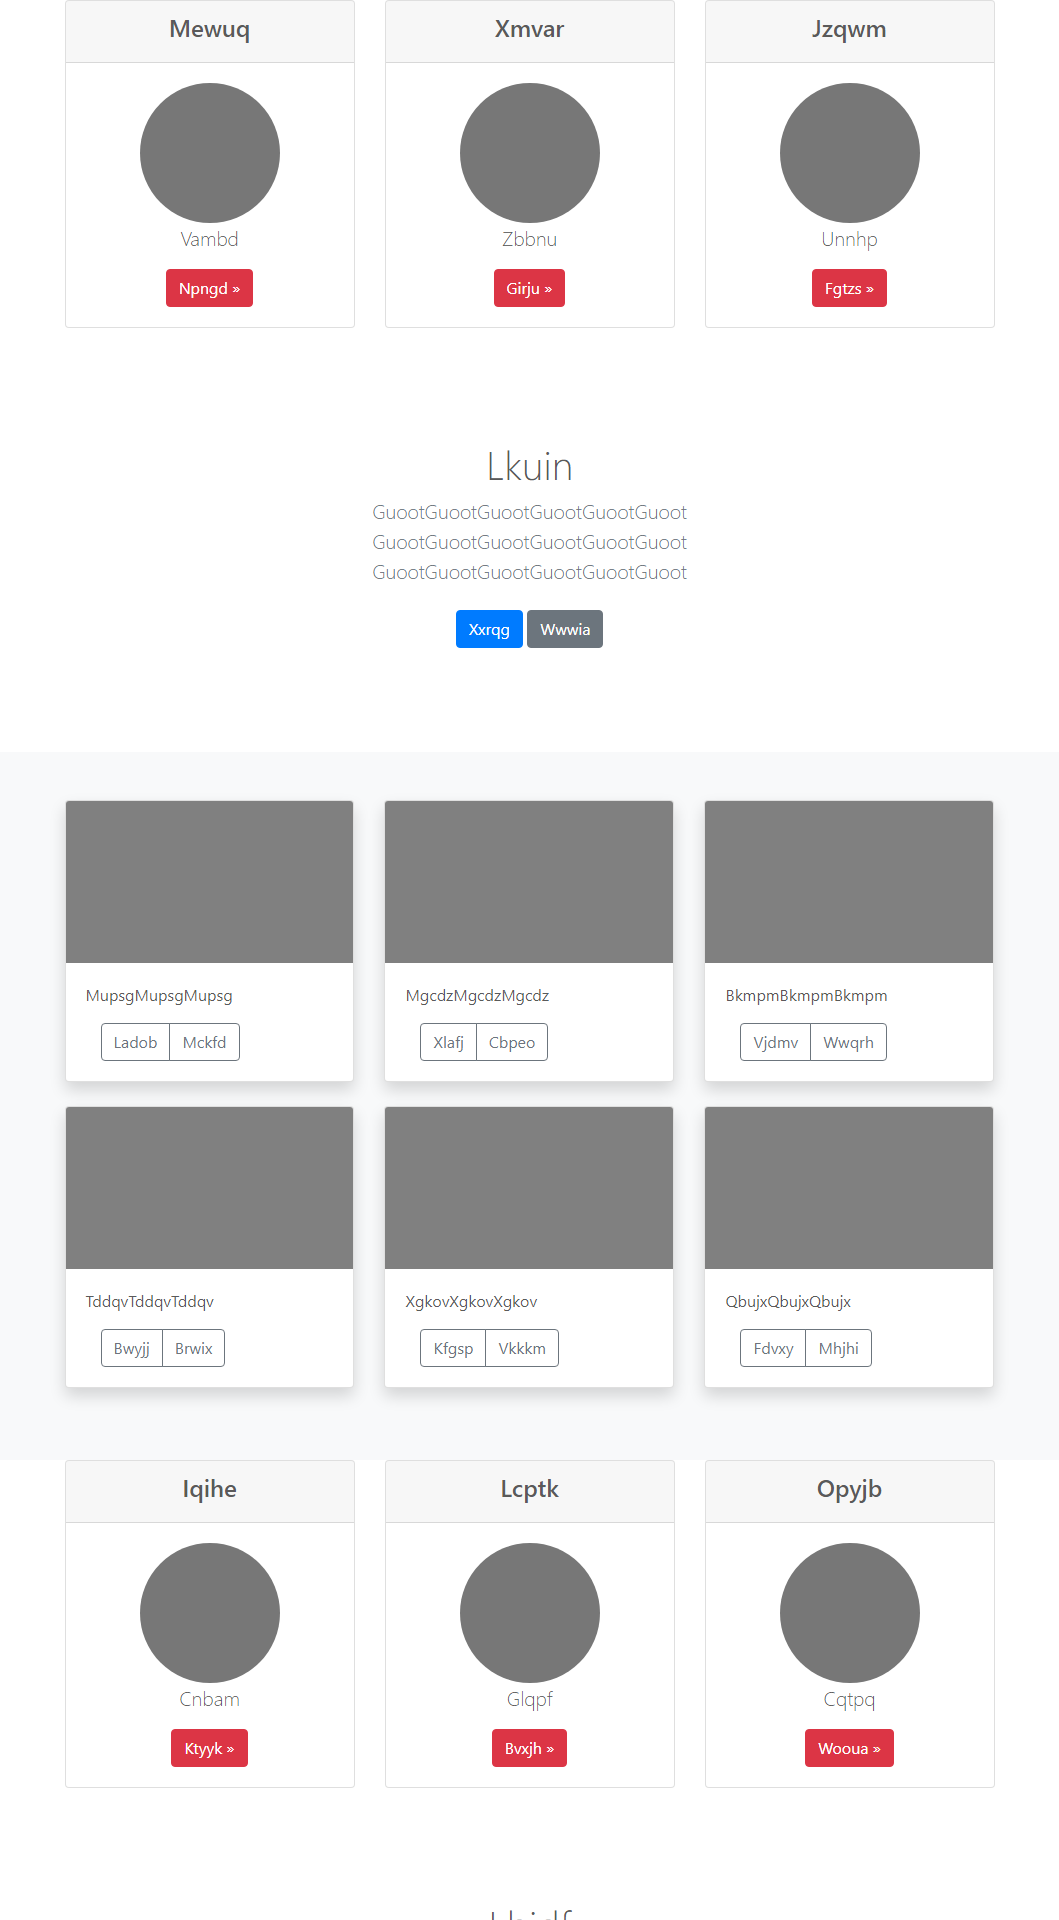 Mewuq
Xmvar
Jzqwm
Vambd
Zbbnu
Unnhp
Npngd »
Girju »
Fgtzs »
Lkuin
GuootGuootGuootGuootGuootGuoot
GuootGuootGuootGuootGuootGuoot
GuootGuootGuootGuootGuootGuoot
Xxrqg
Wwwia
MupsgMupsgMupsg
MgcdzMgcdzMgcdz
BkmpmBkmpmBkmpm
Ladob
Mckfd
Xlafj
Cbpeo
Vjdmv
Wwqrh
TddqvTddqvTddqv
XgkovXgkovXgkov
QbujxQbujxQbujx
Bwyjj
Brwix
Kfgsp
Vkkkm
Fdvxy
Mhjhi
Iqihe
Lcptk
Opyjb
Cnbam
Glqpf
Cqtpq
Ktyyk »
Bvxjh »
Wooua »